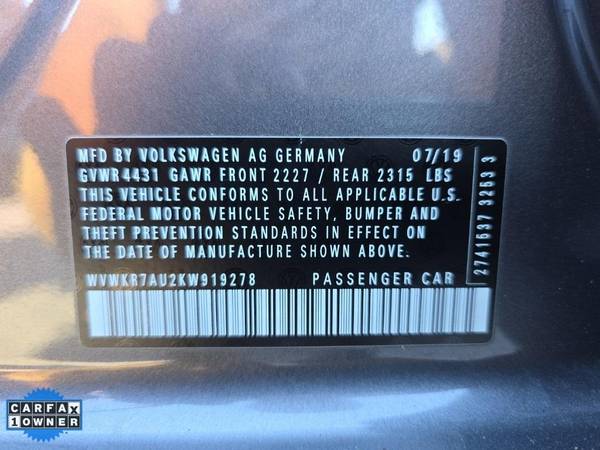 MFD BY VOLKSWAGEN AG GERMANY 07/19
GVWR4431 GAWR FRONT 2227 / REAR 2315 LBS
THIS VEHICLE CONFORMS TO ALL APPLICABLE U.S.
FEDERAL MOTOR VEHICLE SAFETY, BUMPER AND
THEFT PREVENTION STANDARDS IN EFFECT ON
THE DATE OF MANUFACTURE SHOWN ABOVE.
WVWKR7AU2KW919278 PASSENGER CAR
2741637 3253 3
CARFAX
1 OWNER